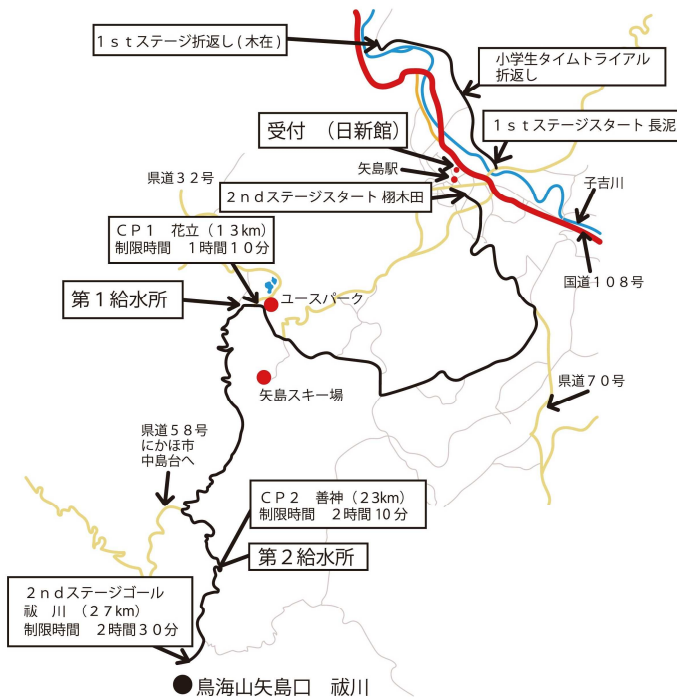 1stステージ折返し(木在)
小学生タイムトライアル
折返し
受付 (日新館)
1stステージスタート 長泥
矢島駅
県道32号
2ndステージスタート 栩木田
子吉川
CP1 花立(13km)
制限時間 1時間10分
国道108号
第1給水所
ユースパーク
矢島スキー場
県道70号
県道58号
にかほ市
中島台へ
CP2 善神(23km)
制限時間 2時間10分
第2給水所
2ndステージゴール
祓 川 (27km)
制限時間 2時間30分
鳥海山矢島口 祓川